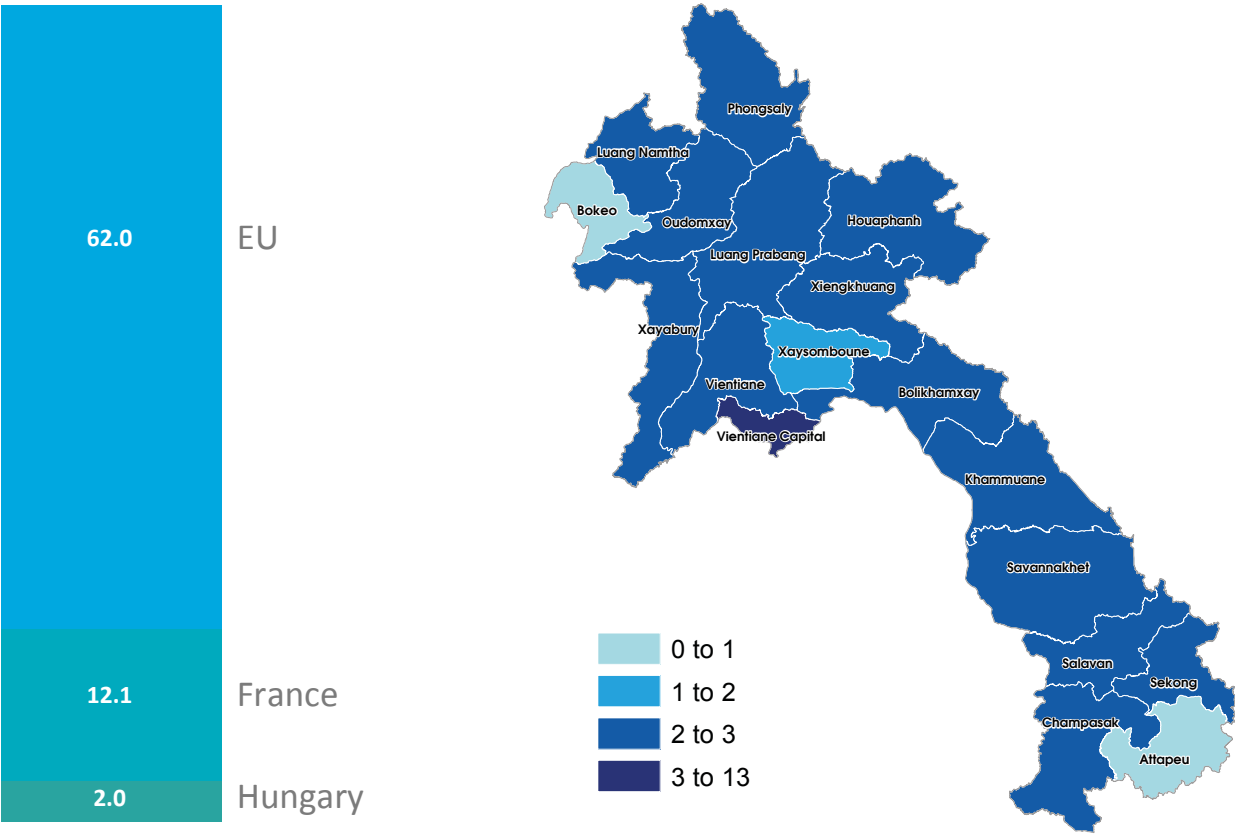 62.0
EU
12.1
France
2.0
Hungary
Phongsaly
Luang Namtha
Bokeo
Oudomxay
Houaphanh
Luang Prabang
Xiengkhuang
Xayabury
Xaysomboune
Vientiane
Bolikhamxay
Vientiane Capital
Khammuane
Savannakhet
Salavan
Sekong
Champasak
Attapeu
0 to 1
1 to 2
2 to 3
3 to 13